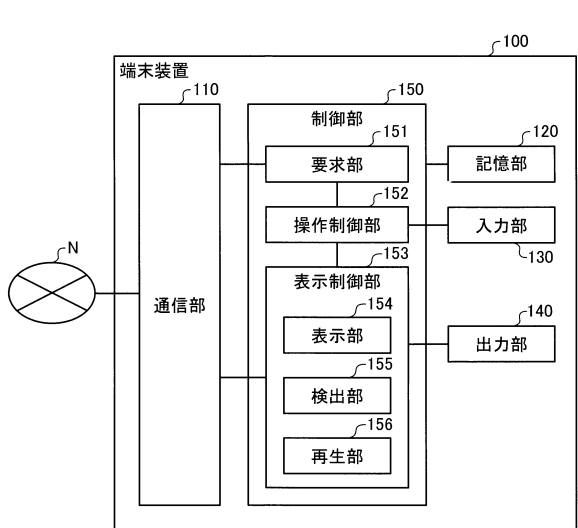 100
端末装置
110
150
制御部
151
要求部
120
記憶部
152
操作制御部
入力部
130
153
表示制御部
N
通信部
154
表示部
140
出力部
155
検出部
156
再生部